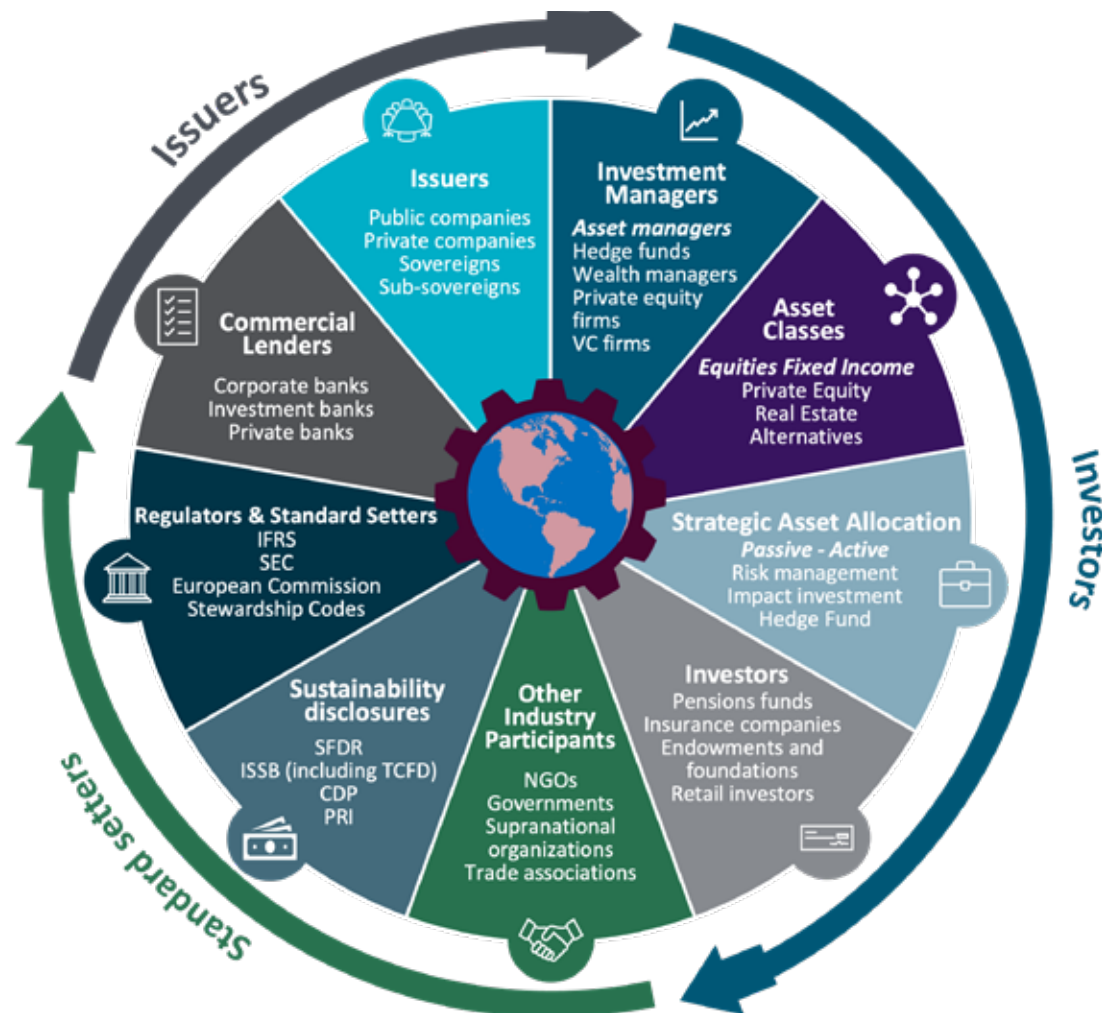 Issuers
Investors
Standard setters
Issuers
Public companies
Private companies
Sovereigns
Sub-sovereigns
Investment
Managers
Asset managers
Hedge funds
Wealth managers
Private equity
firms
VC firms
Asset
Classes
Equities Fixed Income
Private Equity
Real Estate
Alternatives
Strategic Asset Allocation
Passive - Active
Risk management
Impact investment
Hedge Fund
Investors
Pensions funds
Insurance companies
Endowments and
foundations
Retail investors
Other
Industry
Participants
NGOs
Governments
Supranational
organizations
Trade associations
Sustainability
disclosures
SFDR
ISSB (including TCFD)
CDP
PRI
Regulators & Standard Setters
IFRS
SEC
European Commission
Stewardship Codes
Commercial
Lenders
Corporate banks
Investment banks
Private banks